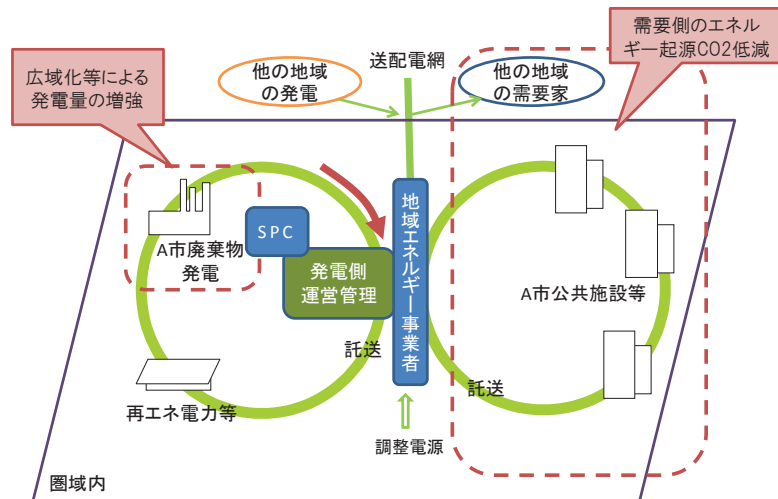 需要側のエネル
ギー起源CO2低減
送配電網
広域化等による
発電量の増強
他の地域
の発電
他の地域
の需要家
A市廃棄物
発電
SPC
発電側
運営管理
地域エネルギー事業者
A市公共施設等
託送
託送
再エネ電力等
調整電源
圏域内